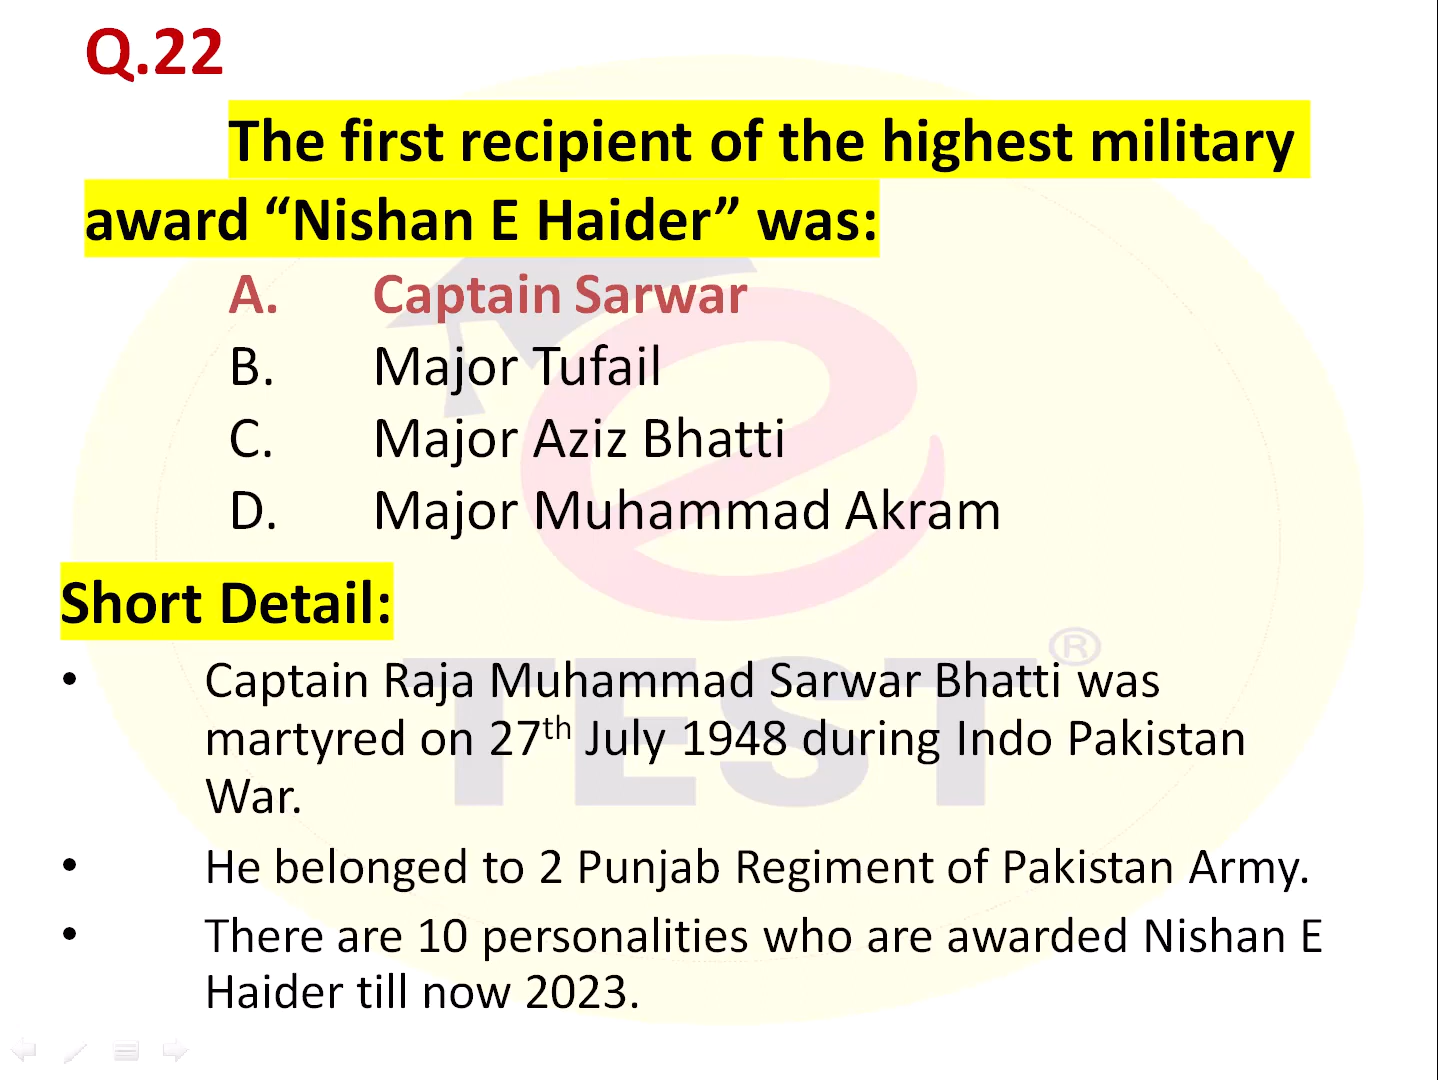 Q.22
The first recipient of the highest military
award “Nishan E Haider” was:
A. Captain Sarwar
B. Major Tufail
C. Major Aziz Bhatti
D. Major Muhammad Akram
Short Detail:
• Captain Raja Muhammad Sarwar Bhatti was
martyred on 27th July 1948 during Indo Pakistan
War.
• He belonged to 2 Punjab Regiment of Pakistan Army.
• There are 10 personalities who are awarded Nishan E
Haider till now 2023.
e
TEST®